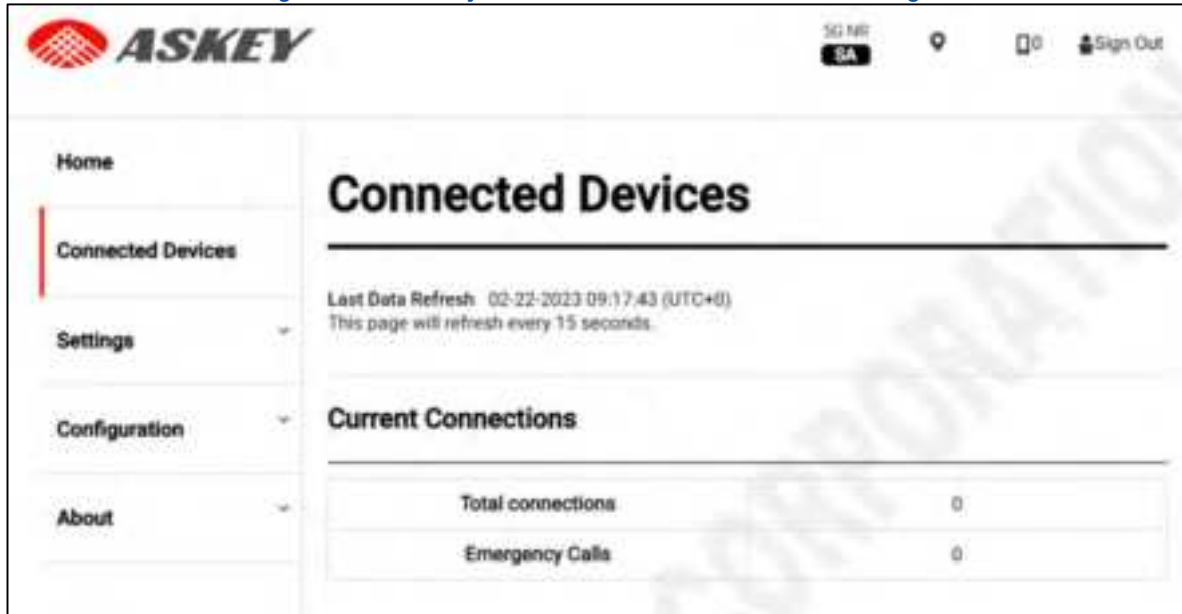 ASKEY
5G NR
SA
0
Sign Out
Home
Connected Devices
Settings
Configuration
About
Connected Devices
Last Data Refresh 02-22-2023 09:17:43 (UTC+0)
This page will refresh every 15 seconds.
Current Connections
Total connections 0
Emergency Calls 0
CORPORATION